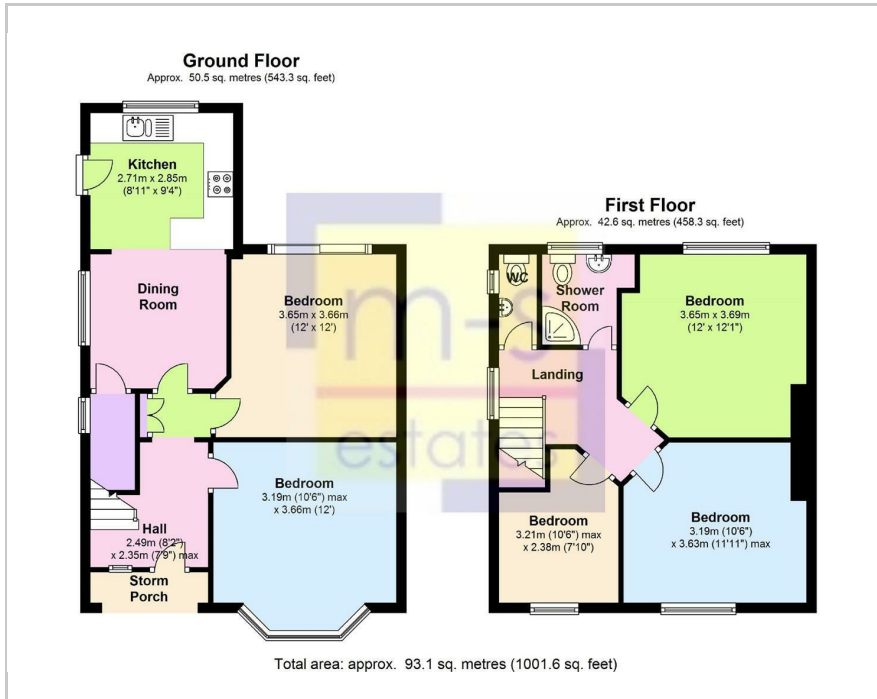 Ground Floor
Approx. 50.5 sq. metres (543.3 sq. feet)
Kitchen
2.71m x 2.85m
(8'11" x 9'4")
Dining
Room
Bedroom
3.65m x 3.66m
(12' x 12')
Bedroom
3.19m (10'6") max
x 3.66m (12')
Hall
2.49m (8'2")
x 2.35m (7'9") max
Storm
Porch
First Floor
Approx. 42.6 sq. metres (458.3 sq. feet)
WC
Shower
Room
Bedroom
3.65m x 3.69m
(12' x 12'1")
Landing
Bedroom
3.21m (10'6") max
x 2.38m (7'10")
Bedroom
3.19m (10'6")
x 3.63m (11'11") max
m-s
estates
Total area: approx. 93.1 sq. metres (1001.6 sq. feet)